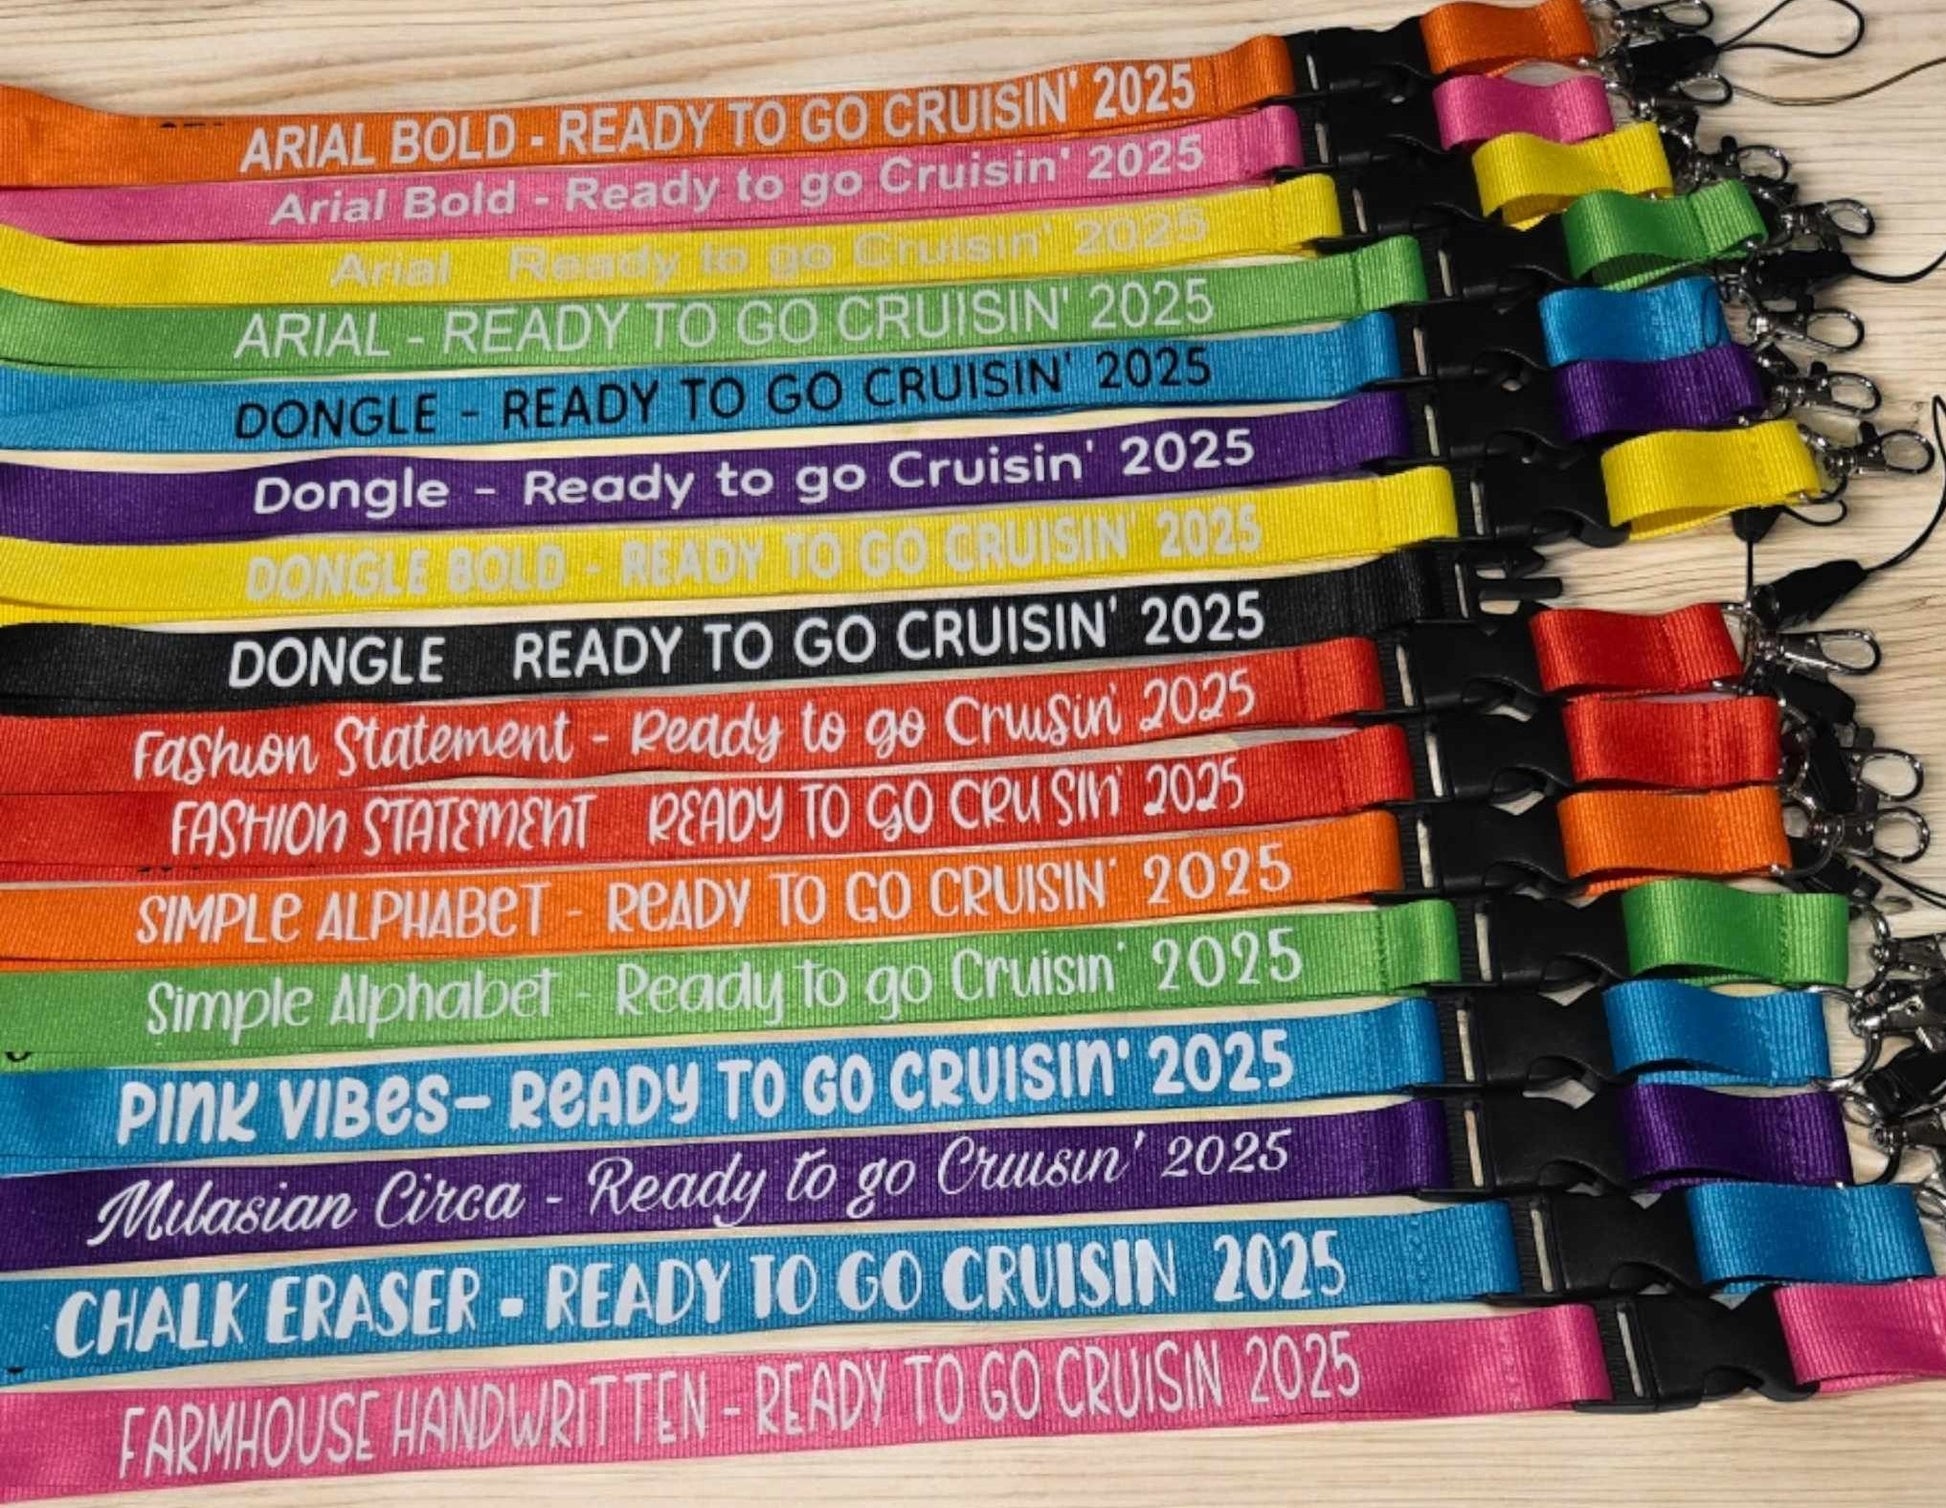 ARIAL BOLD - READY TO GO CRUISIN' 2025
Arial Bold - Ready to go Cruisin' 2025
Arial Ready to go Cruisin' 2025
ARIAL - READY TO GO CRUISIN' 2025
DONGLE - READY TO GO CRUISIN' 2025
Dongle - Ready to go Cruisin' 2025
DONGLE BOLD - READY TO GO CRUISIN' 2025
DONGLE READY TO GO CRUISIN' 2025
Fashion Statement - Ready to go Cruisin' 2025
FASHION STATEMENT READY TO GO CRUISIN' 2025
SIMPLE ALPHABET - READY TO GO CRUISIN' 2025
Simple Alphabet - Ready to go Cruisin' 2025
PINK VIBES- READY TO GO CRUISIN' 2025
Milasian Circa - Ready to go Cruisin' 2025
CHALK ERASER - READY TO GO CRUISIN 2025
FARMHOUSE HANDWRITTEN - READY TO GO CRUISIN 2025